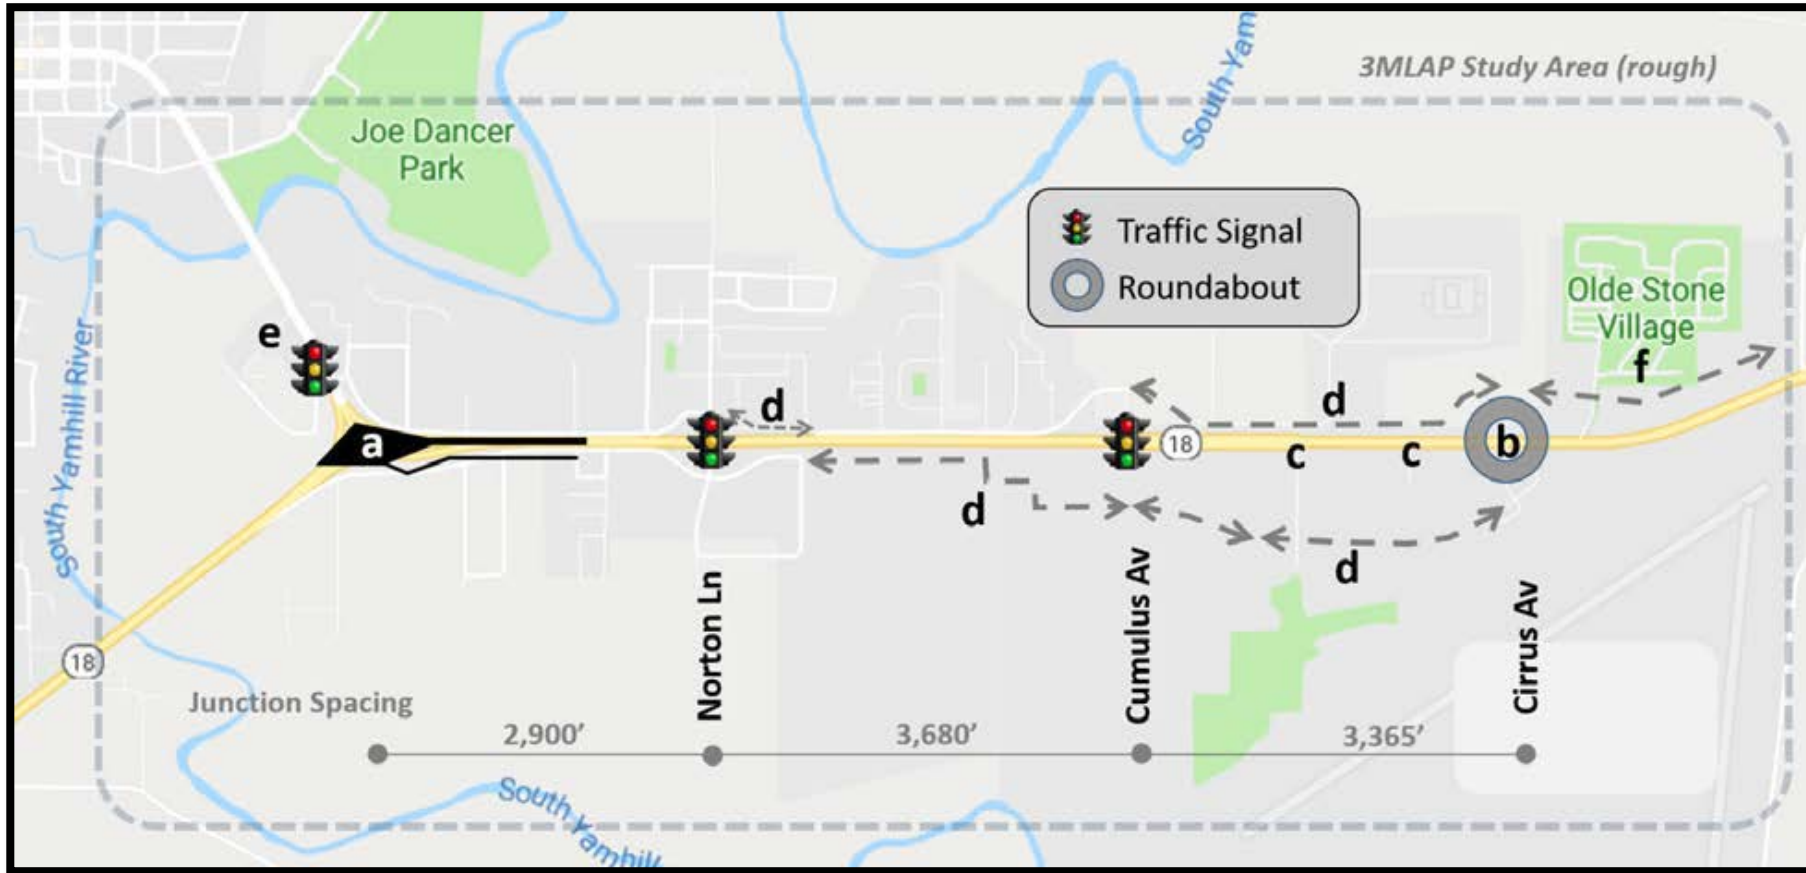 3MLAP Study Area (rough)
South Yam
Joe Dancer
Park
Traffic Signal
Roundabout
Olde Stone
Village
e
f
South Yamhill River
a
d
d
18
c
c
b
d
d
Norton Ln
Cumulus Av
Cirrus Av
18
Junction Spacing
2,900’
3,680’
3,365’
South Yamhill